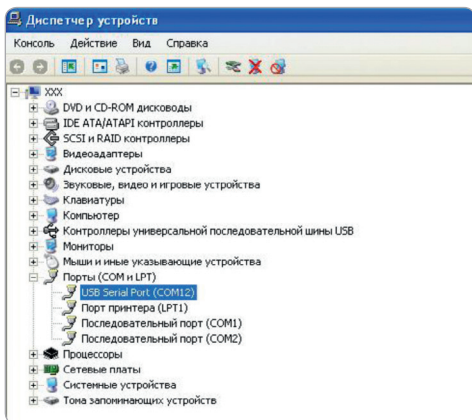 Диспетчер устройств
Консоль Действие Вид Справка
XXX
DVD и CD-ROM дисководы
IDE ATA/ATAPI контроллеры
SCSI и RAID контроллеры
Видеоадаптеры
Дисковые устройства
Звуковые, видео и игровые устройства
Клавиатуры
Компьютер
Контроллеры универсальной последовательной шины USB
Мониторы
Мыши и иные указывающие устройства
Порты (COM и LPT)
USB Serial Port (COM12)
Порт принтера (LPT1)
Последовательный порт (COM1)
Последовательный порт (COM2)
Процессоры
Сетевые платы
Системные устройства
Тома запоминающих устройств